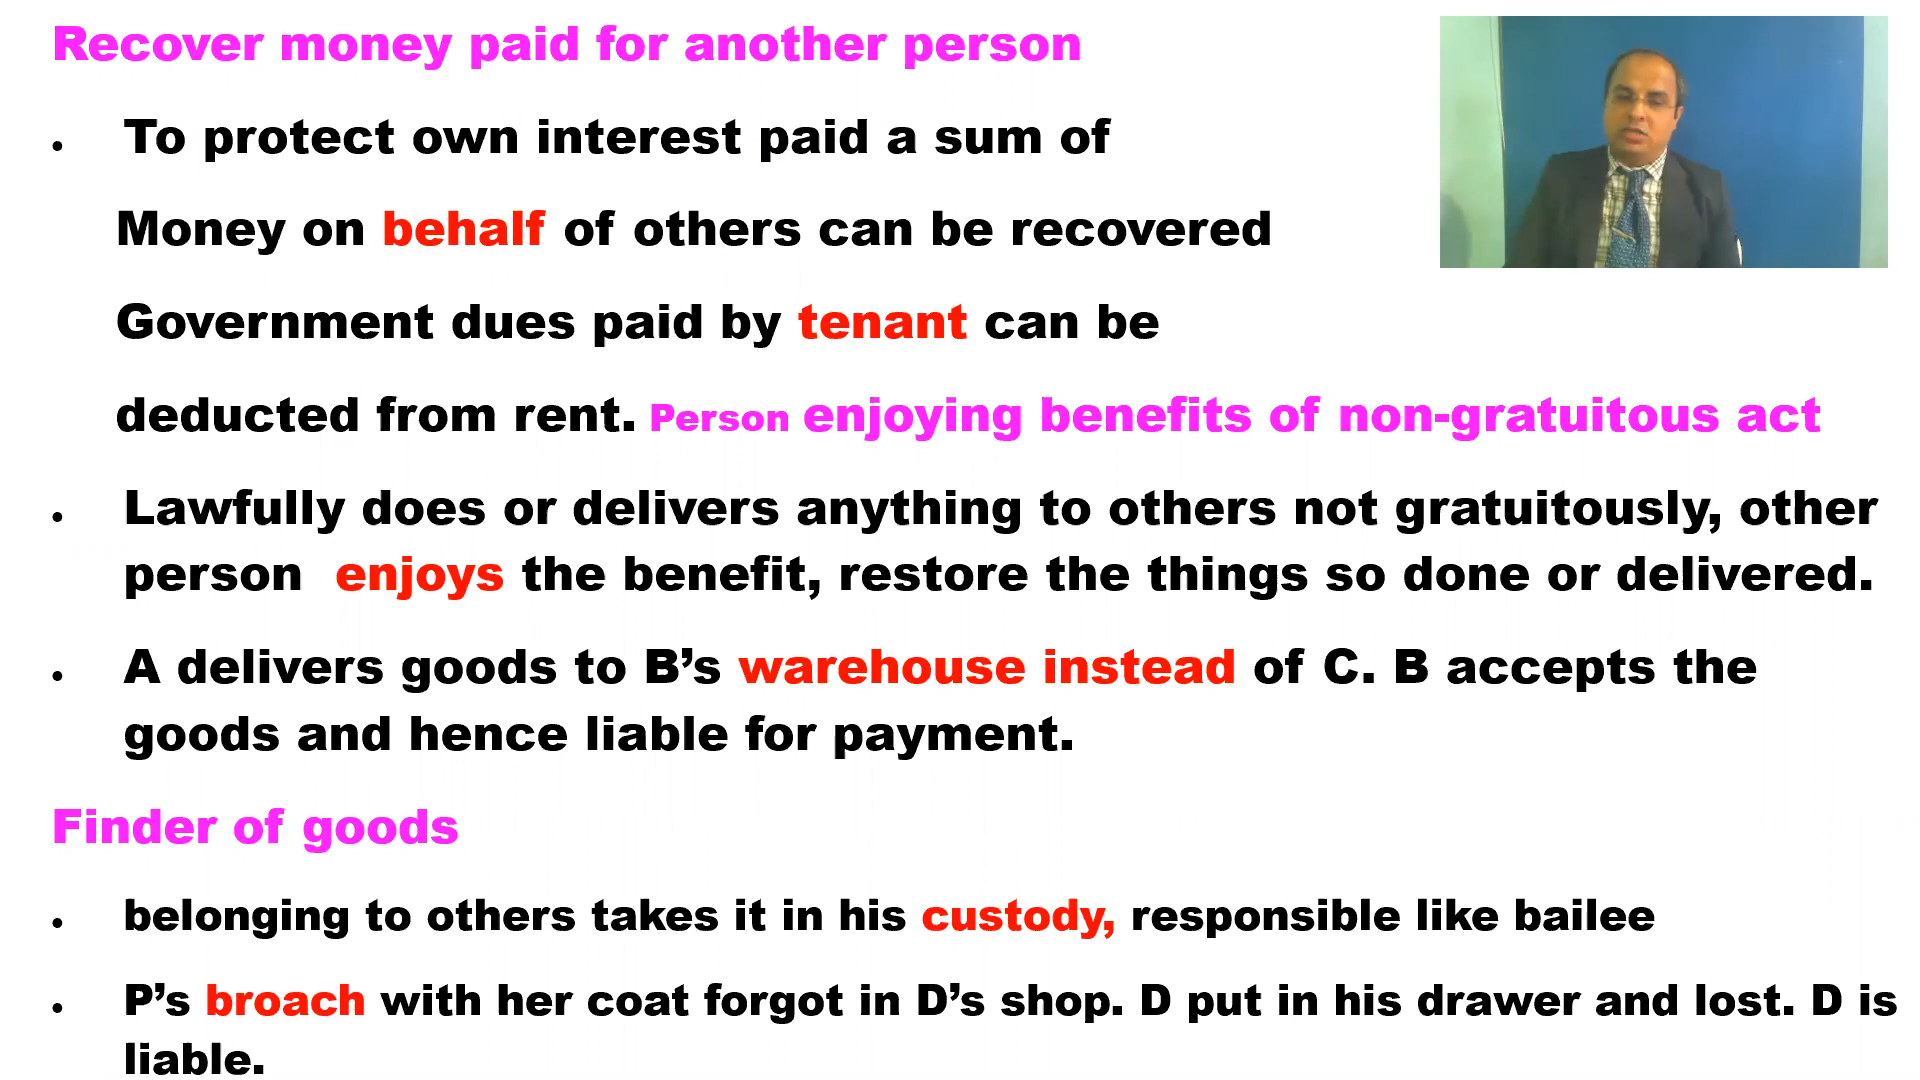 Recover money paid for another person
• To protect own interest paid a sum of
Money on behalf of others can be recovered
Government dues paid by tenant can be
deducted from rent. Person enjoying benefits of non-gratuitous act
• Lawfully does or delivers anything to others not gratuitously, other
person enjoys the benefit, restore the things so done or delivered.
• A delivers goods to B’s warehouse instead of C. B accepts the
goods and hence liable for payment.
Finder of goods
• belonging to others takes it in his custody, responsible like bailee
• P’s broach with her coat forgot in D’s shop. D put in his drawer and lost. D is
liable.